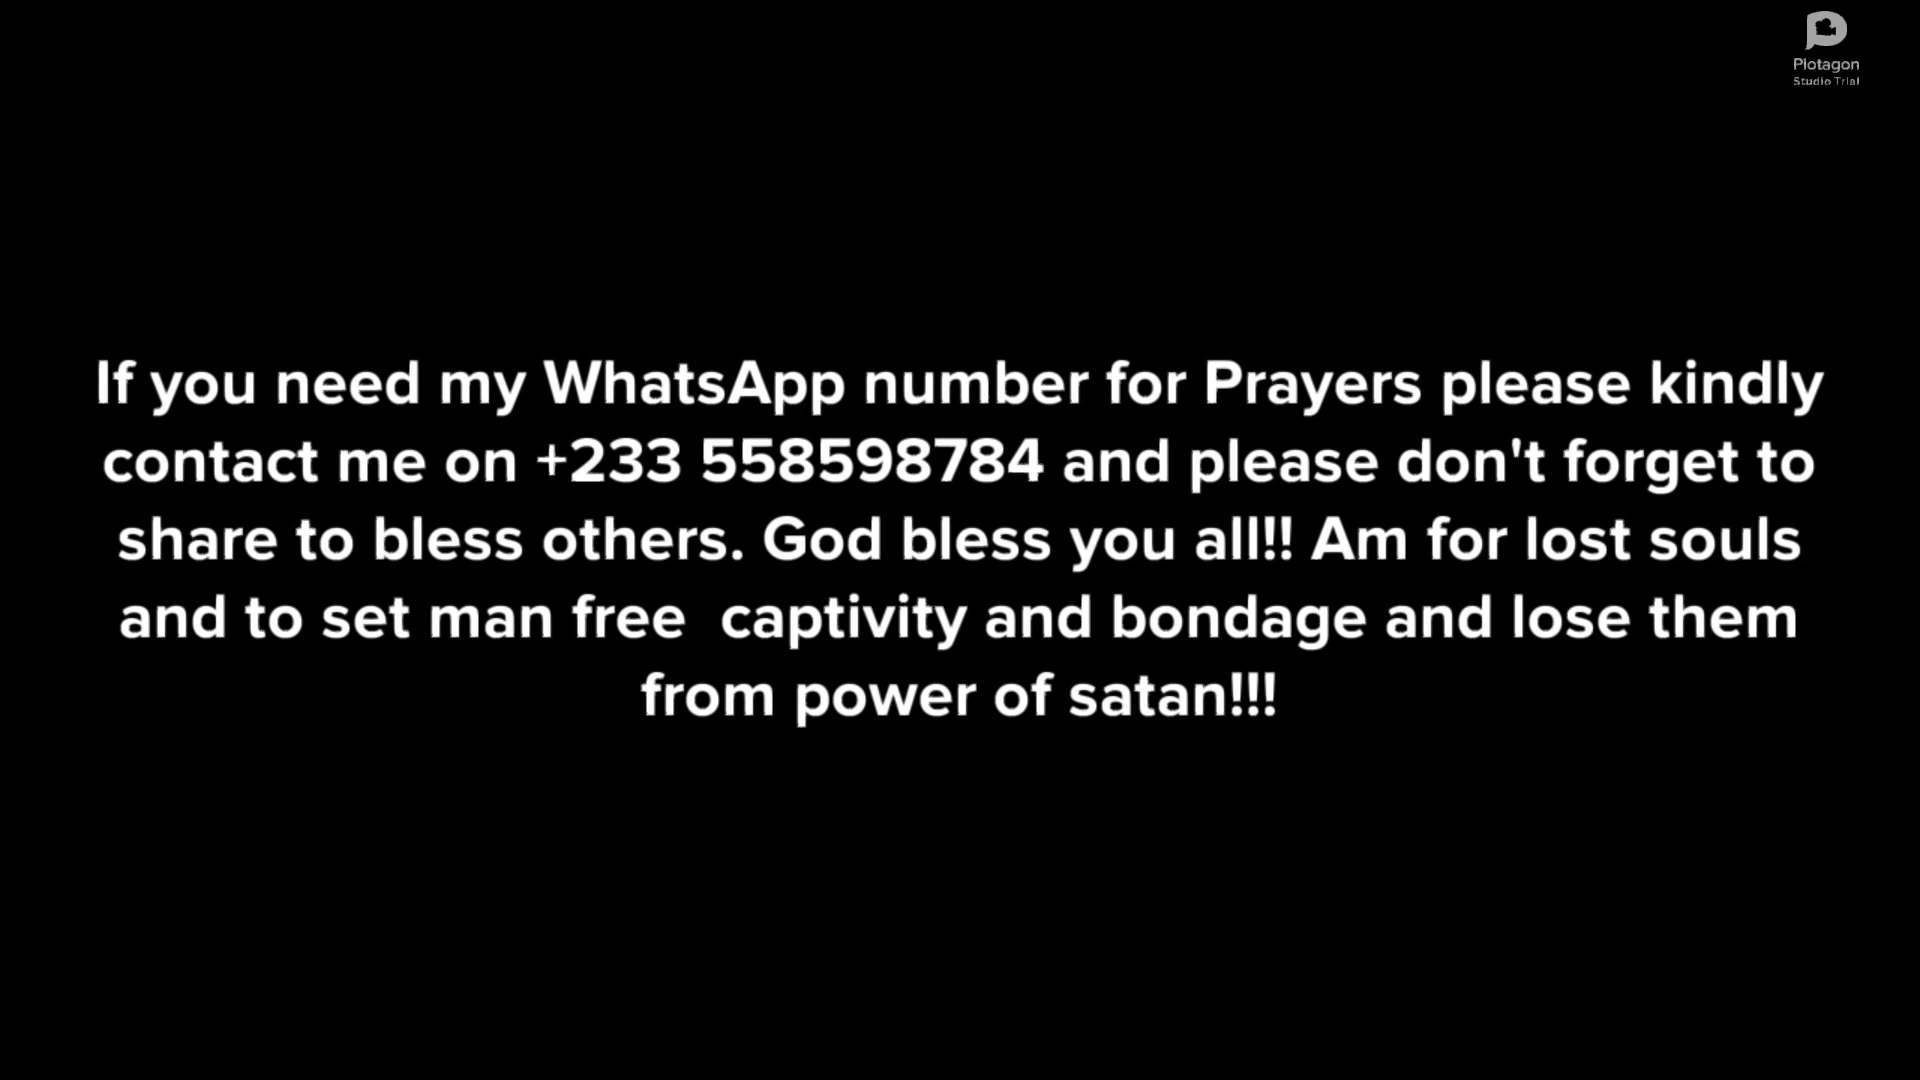 Plotagon
Studio Trial
If you need my WhatsApp number for Prayers please kindly
contact me on +233 558598784 and please don't forget to
share to bless others. God bless you all!! Am for lost souls
and to set man free  captivity and bondage and lose them
from power of satan!!!